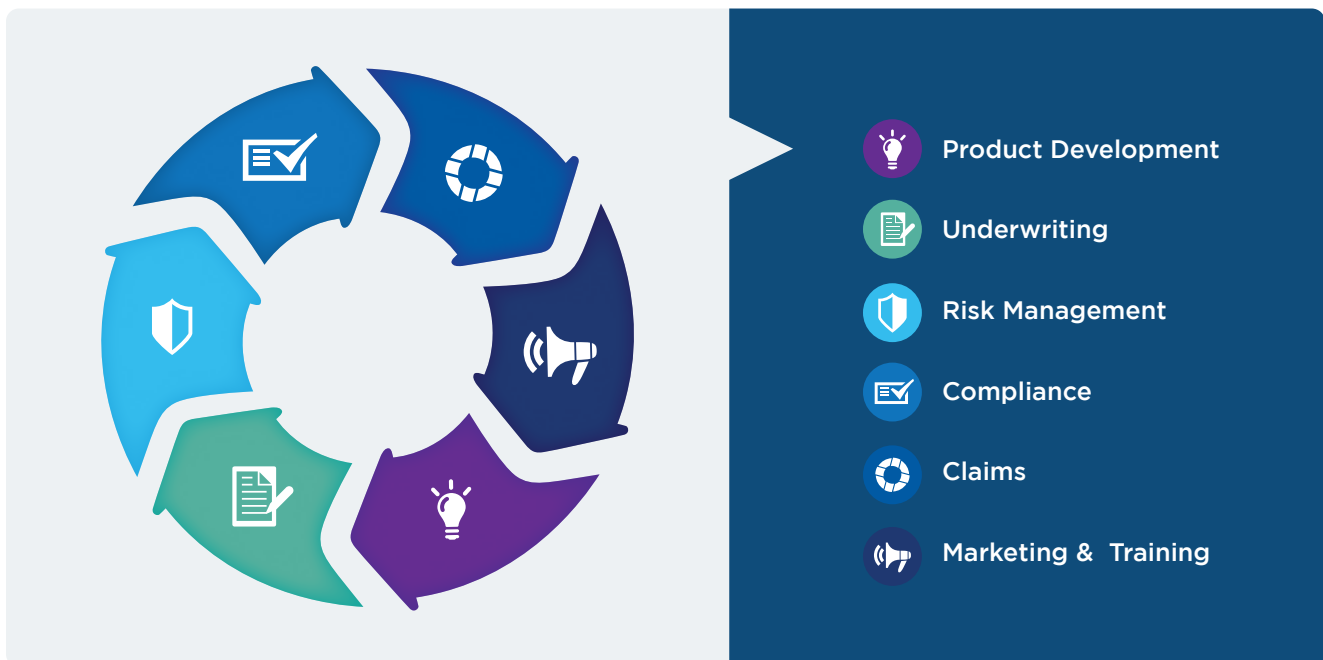 Product Development
Underwriting
Risk Management
Compliance
Claims
Marketing &  Training